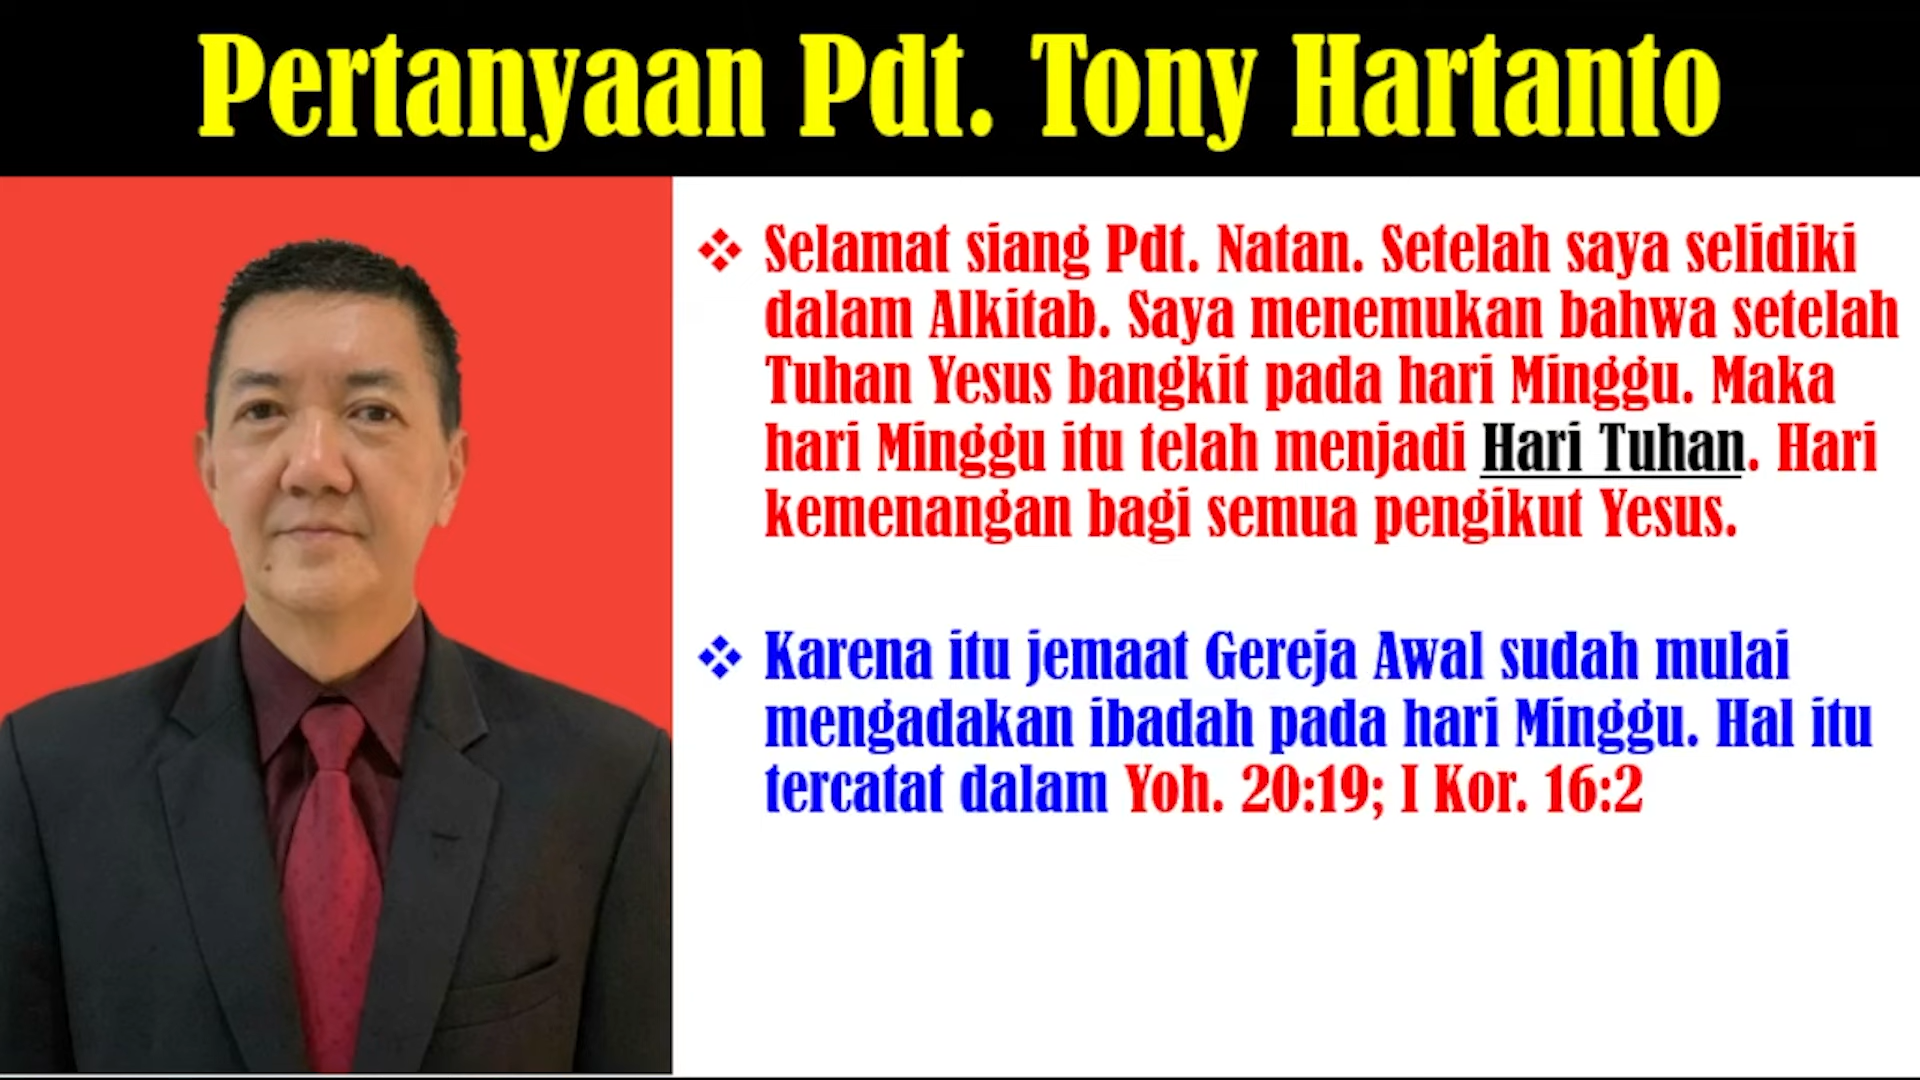 Pertanyaan Pdt. Tony Hartanto
❖ Selamat siang Pdt. Natan. Setelah saya selidiki
dalam Alkitab. Saya menemukan bahwa setelah
Tuhan Yesus bangkit pada hari Minggu. Maka
hari Minggu itu telah menjadi Hari Tuhan. Hari
kemenangan bagi semua pengikut Yesus.
❖ Karena itu jemaat Gereja Awal sudah mulai
mengadakan ibadah pada hari Minggu. Hal itu
tercatat dalam Yoh. 20:19; I Kor. 16:2